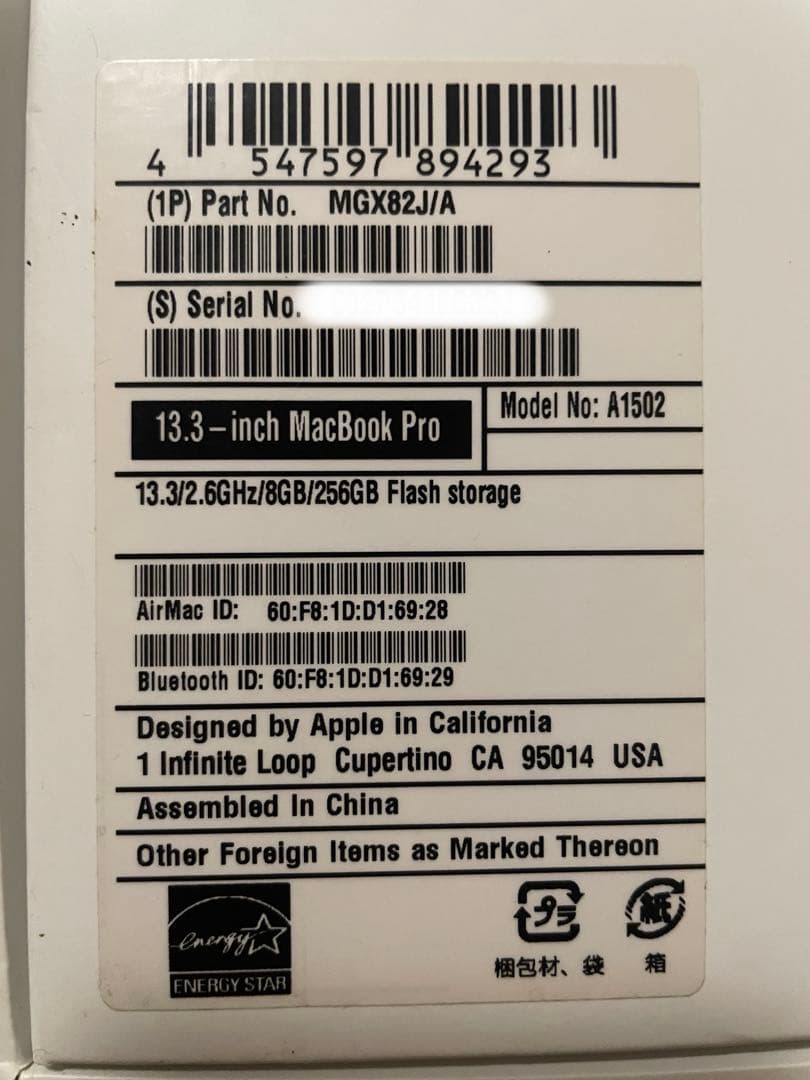 4 547597 894293
(1P) Part No. MGX82J/A
(S) Serial No.
13.3-inch MacBook Pro
Model No: A1502
13.3/2.6GHz/8GB/256GB Flash storage
AirMac ID: 60:F8:1D:D1:69:28
Bluetooth ID: 60:F8:1D:D1:69:29
Designed by Apple in California
1 Infinite Loop Cupertino CA 95014 USA
Assembled In China
Other Foreign Items as Marked Thereon
energy
ENERGY STAR
プラ
紙
梱包材、袋
箱